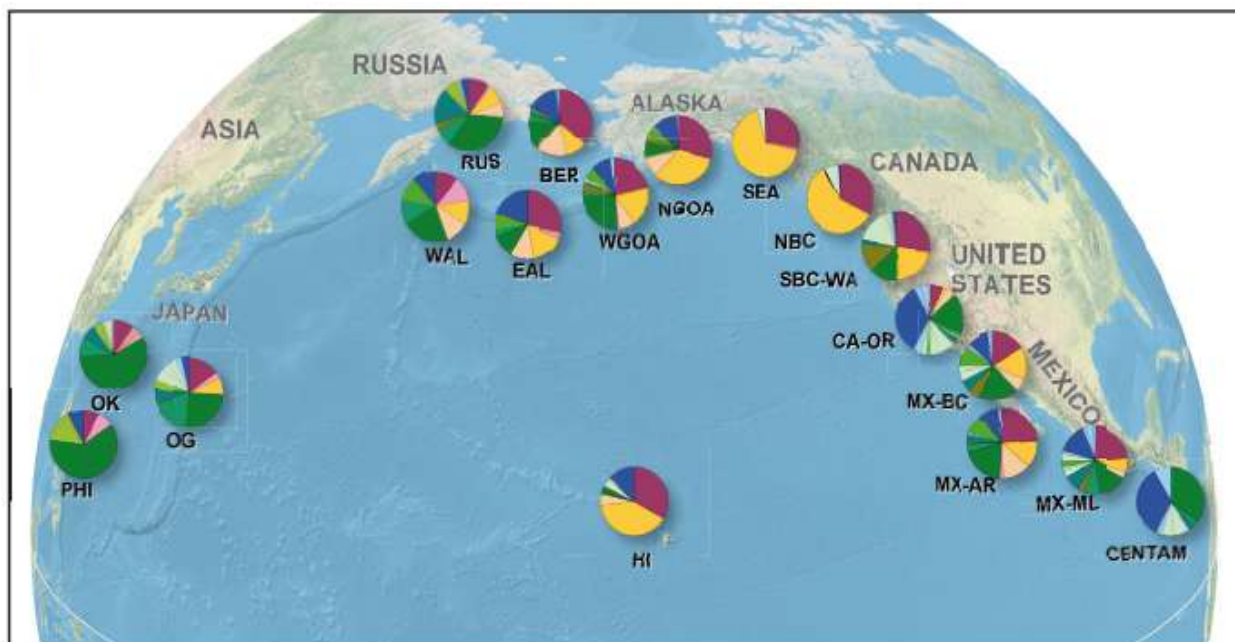 RUSSIA
ALASKA
ASIA
RUS
BER
CANADA
NGOA
SEA
WAL
EAL
WGOA
NBC
SBC-WA
UNITED
STATES
JAPAN
CA-OR
MEXICO
OK
MX-BC
OG
PHI
MX-AR
MX-ML
HI
CENTAM